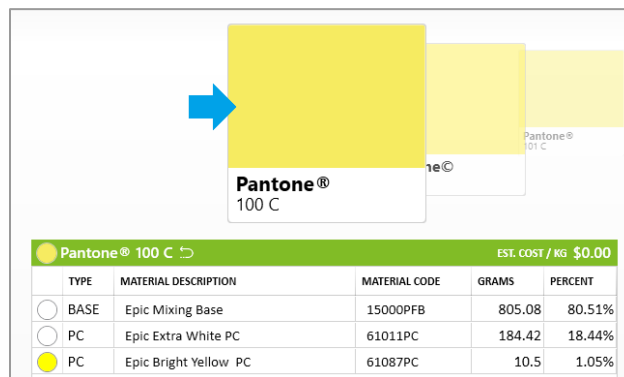 Pantone®
101 C
ne©
Pantone®
100 C
Pantone® 100 C EST. COST / KG $0.00
TYPE MATERIAL DESCRIPTION MATERIAL CODE GRAMS PERCENT
BASE Epic Mixing Base 15000PFB 805.08 80.51%
PC Epic Extra White PC 61011PC 184.42 18.44%
PC Epic Bright Yellow PC 61087PC 10.5 1.05%